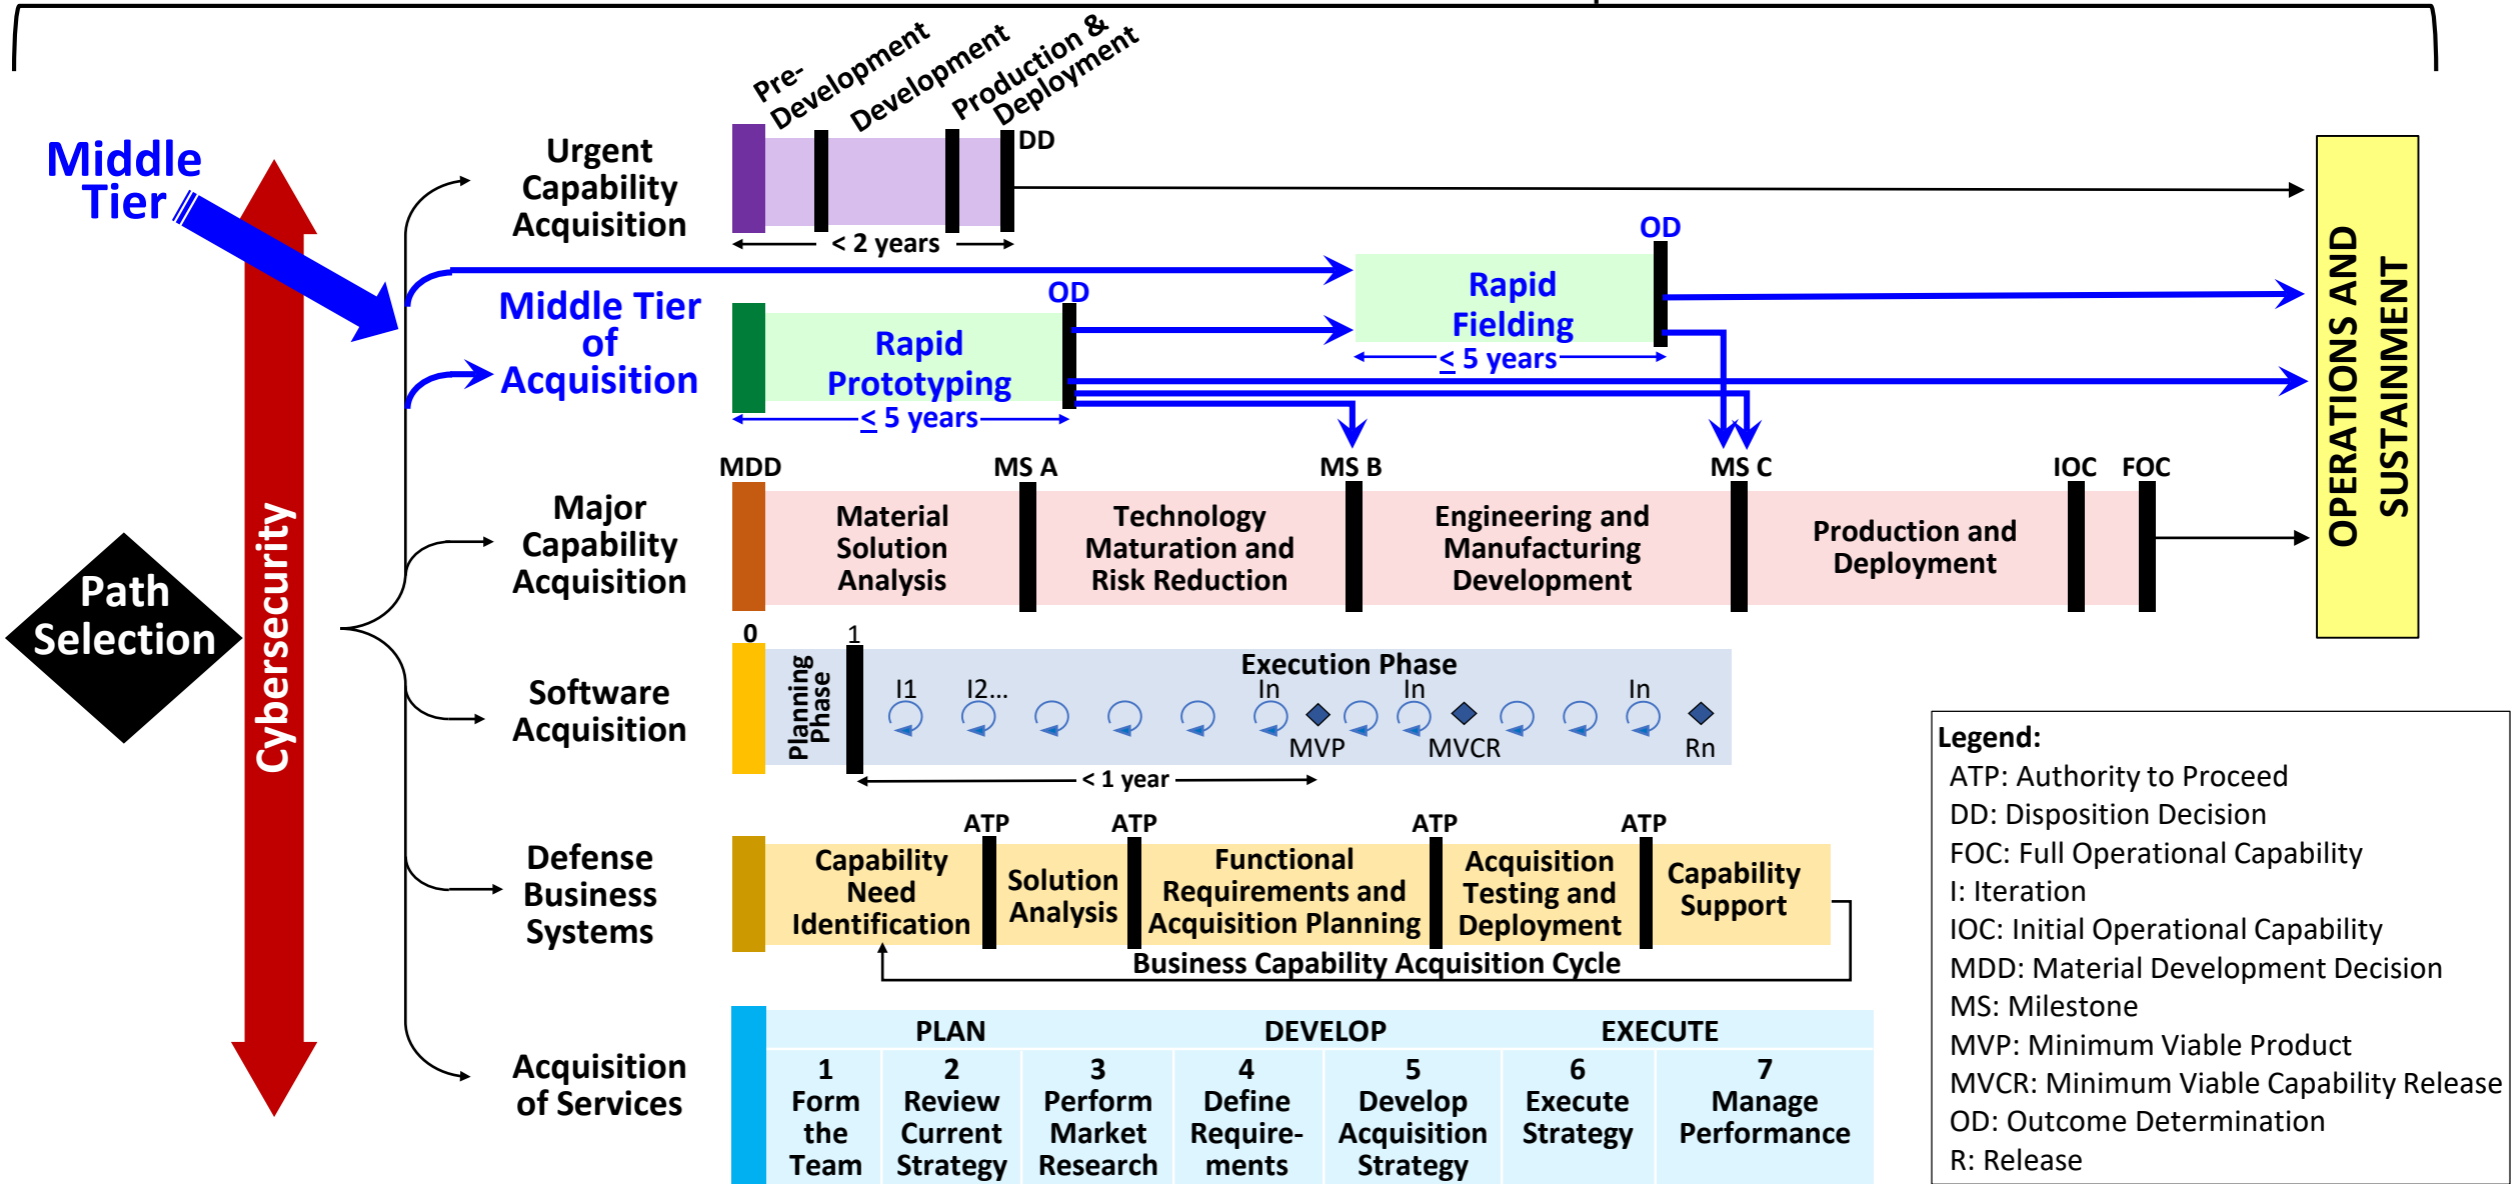 Pre-
Development
Development
Production &
Deployment
DD
Middle
Tier
Urgent
Capability
Acquisition
< 2 years
OD
Rapid
Fielding
≤ 5 years
Middle Tier
of
Acquisition
OD
Rapid
Prototyping
≤ 5 years
OPERATIONS AND
SUSTAINMENT
Path
Selection
Cybersecurity
MDD
MS A
MS B
MS C
IOC
FOC
Major
Capability
Acquisition
Material
Solution
Analysis
Technology
Maturation and
Risk Reduction
Engineering and
Manufacturing
Development
Production and
Deployment
0
1
Software
Acquisition
Planning
Phase
Execution Phase
I1
I2...
In
In
In
MVP
MVCR
Rn
< 1 year
ATP
ATP
ATP
ATP
Defense
Business
Systems
Capability
Need
Identification
Solution
Analysis
Functional
Requirements and
Acquisition Planning
Acquisition
Testing and
Deployment
Capability
Support
Business Capability Acquisition Cycle
Acquisition
of Services
PLAN
DEVELOP
EXECUTE
1
Form
the
Team
2
Review
Current
Strategy
3
Perform
Market
Research
4
Define
Require-
ments
5
Develop
Acquisition
Strategy
6
Execute
Strategy
7
Manage
Performance
Legend:
ATP: Authority to Proceed
DD: Disposition Decision
FOC: Full Operational Capability
I: Iteration
IOC: Initial Operational Capability
MDD: Material Development Decision
MS: Milestone
MVP: Minimum Viable Product
MVCR: Minimum Viable Capability Release
OD: Outcome Determination
R: Release